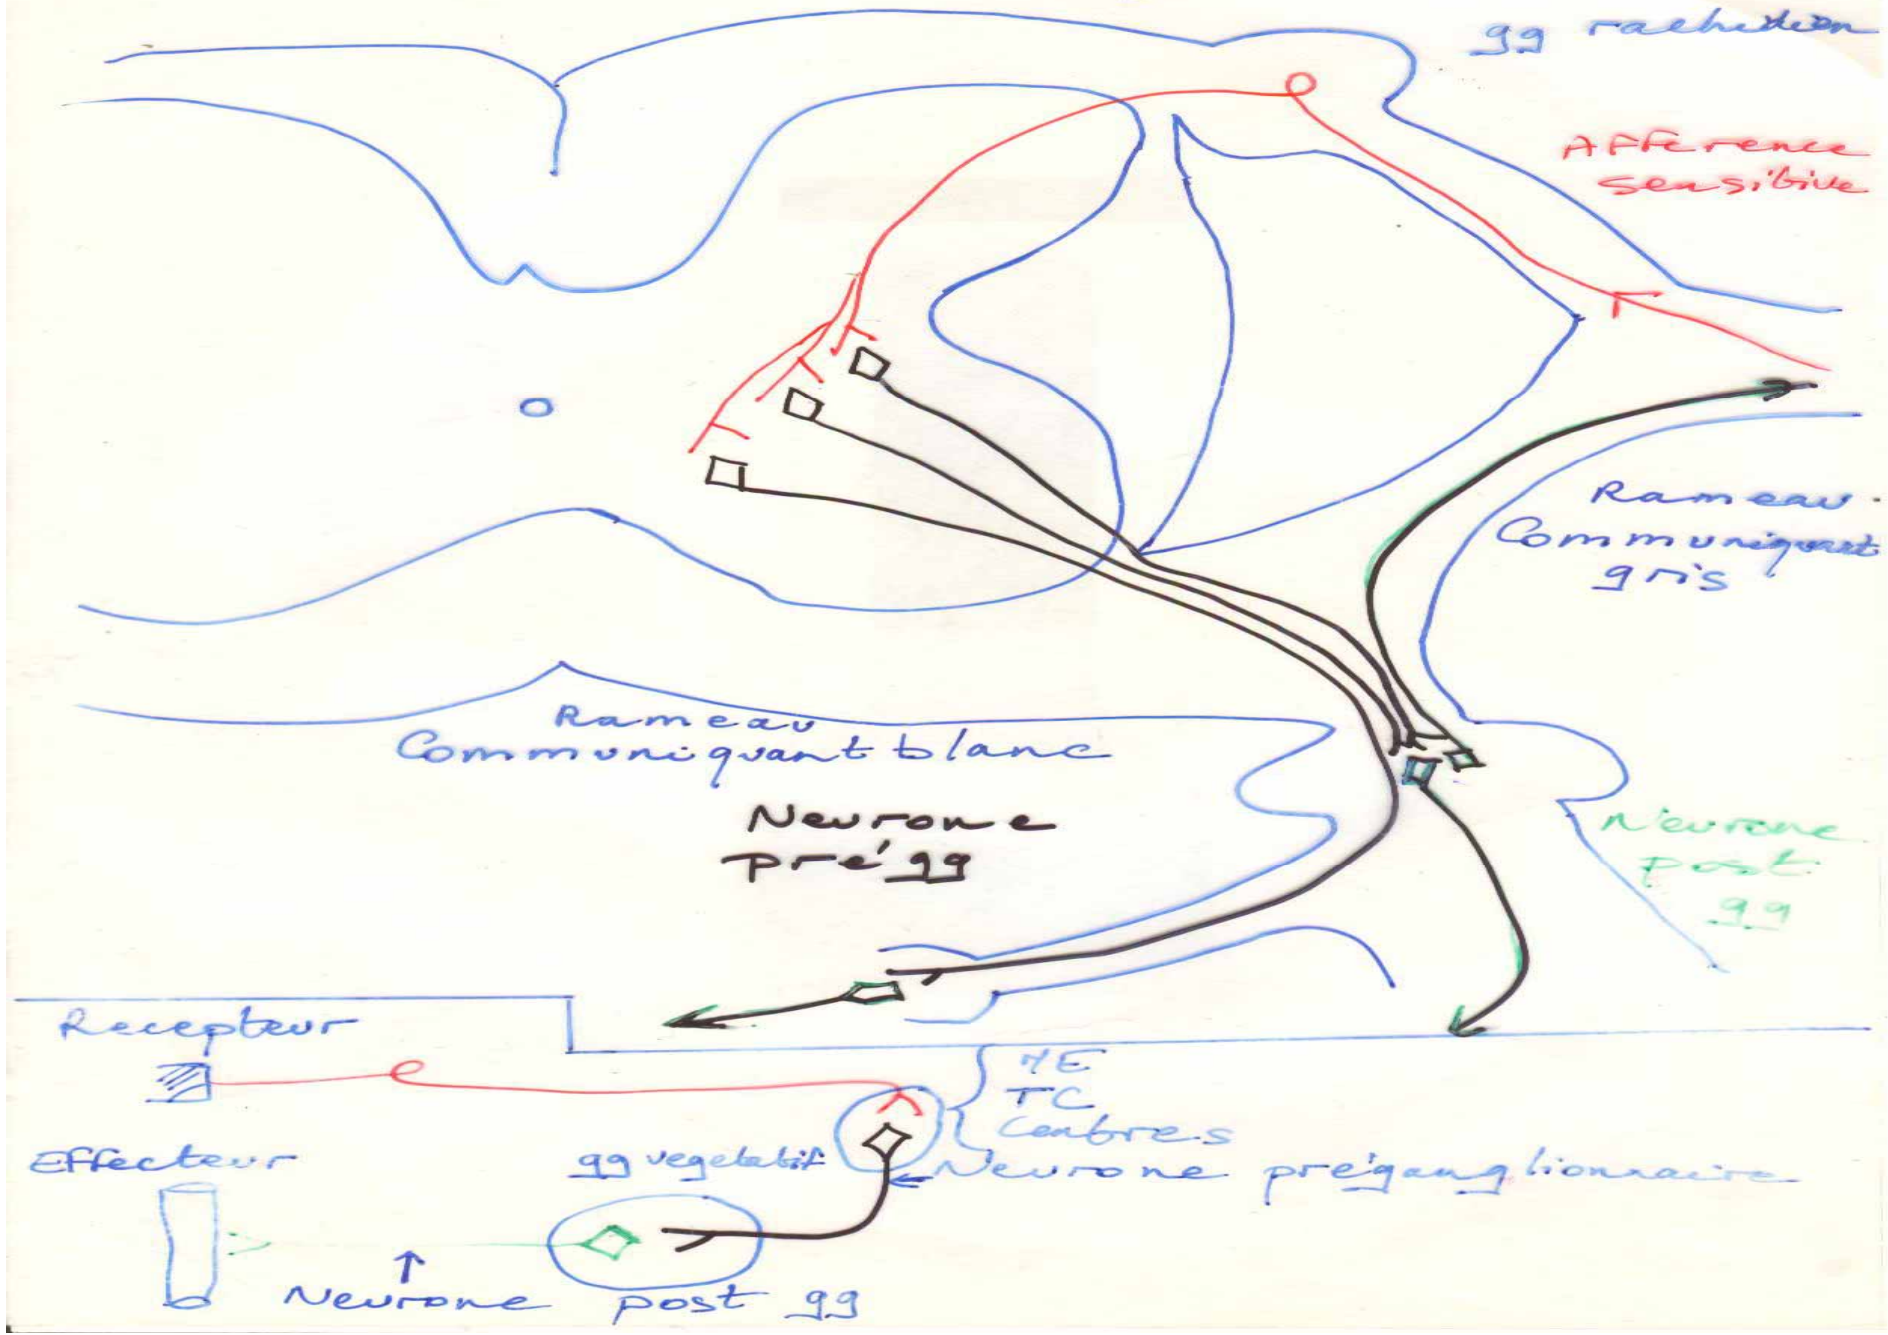 gg rachidien
Afference
sensitive
Rameau
Communiquant
gris
Rameau
Communiquant blanc
Neurone
pré gg
Neurone
post
gg
Recepteur
ME
TC
Centres
Effecteur
gg vegetatif
Neurone préganglionnaire
Neurone post gg